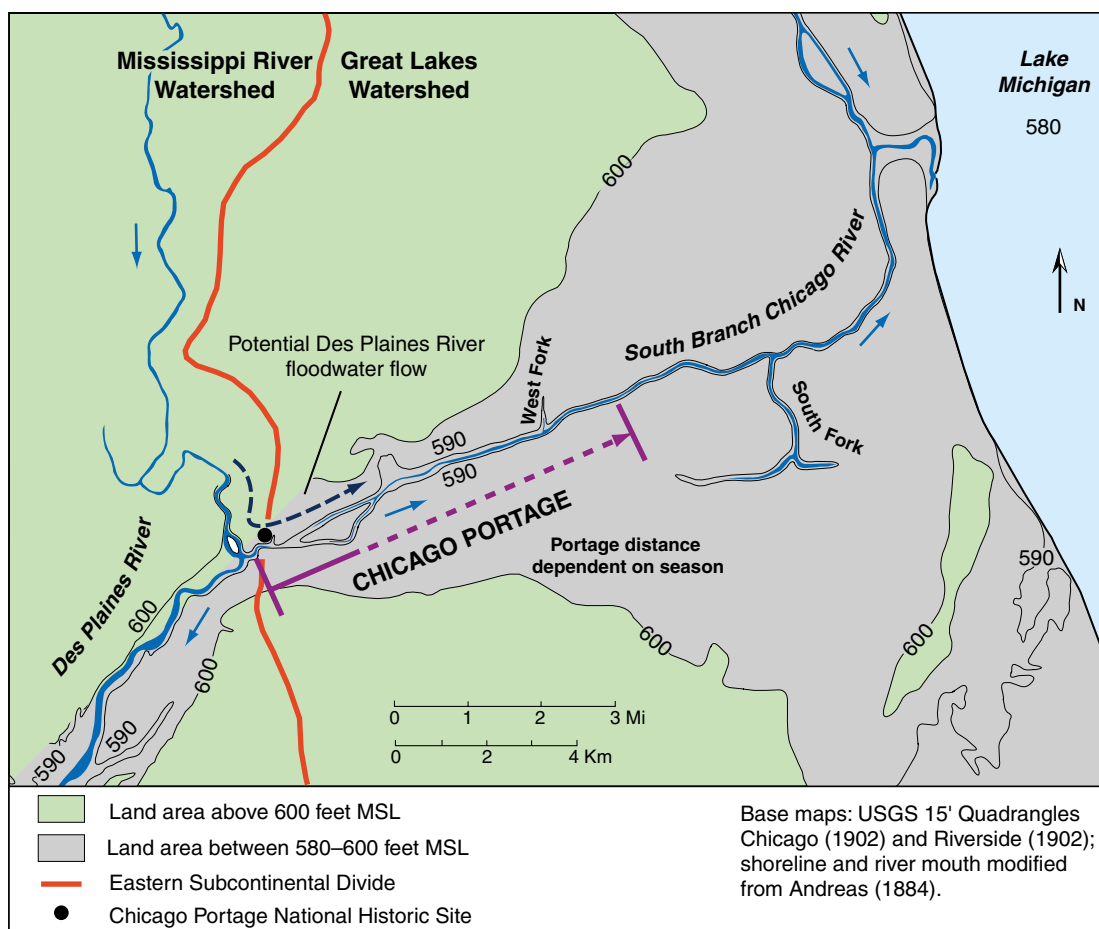 Mississippi River
Watershed
Great Lakes
Watershed
Lake
Michigan
580
600
N
South Branch Chicago River
Potential Des Plaines River
floodwater flow
West Fork
South Fork
590
590
CHICAGO PORTAGE
Portage distance
dependent on season
Des Plaines River
600
600
600
600
590
590
590
0 1 2 3 Mi
0 2 4 Km
Land area above 600 feet MSL
Land area between 580–600 feet MSL
Eastern Subcontinental Divide
Chicago Portage National Historic Site
Base maps: USGS 15' Quadrangles
Chicago (1902) and Riverside (1902);
shoreline and river mouth modified
from Andreas (1884).